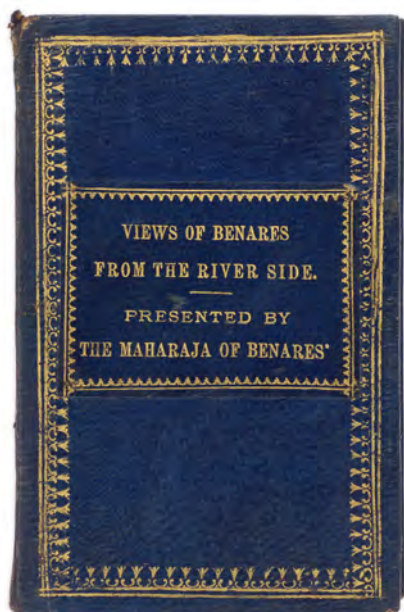 VIEWS OF BENARES
FROM THE RIVER SIDE.
PRESENTED BY
THE MAHARAJA OF BENARES